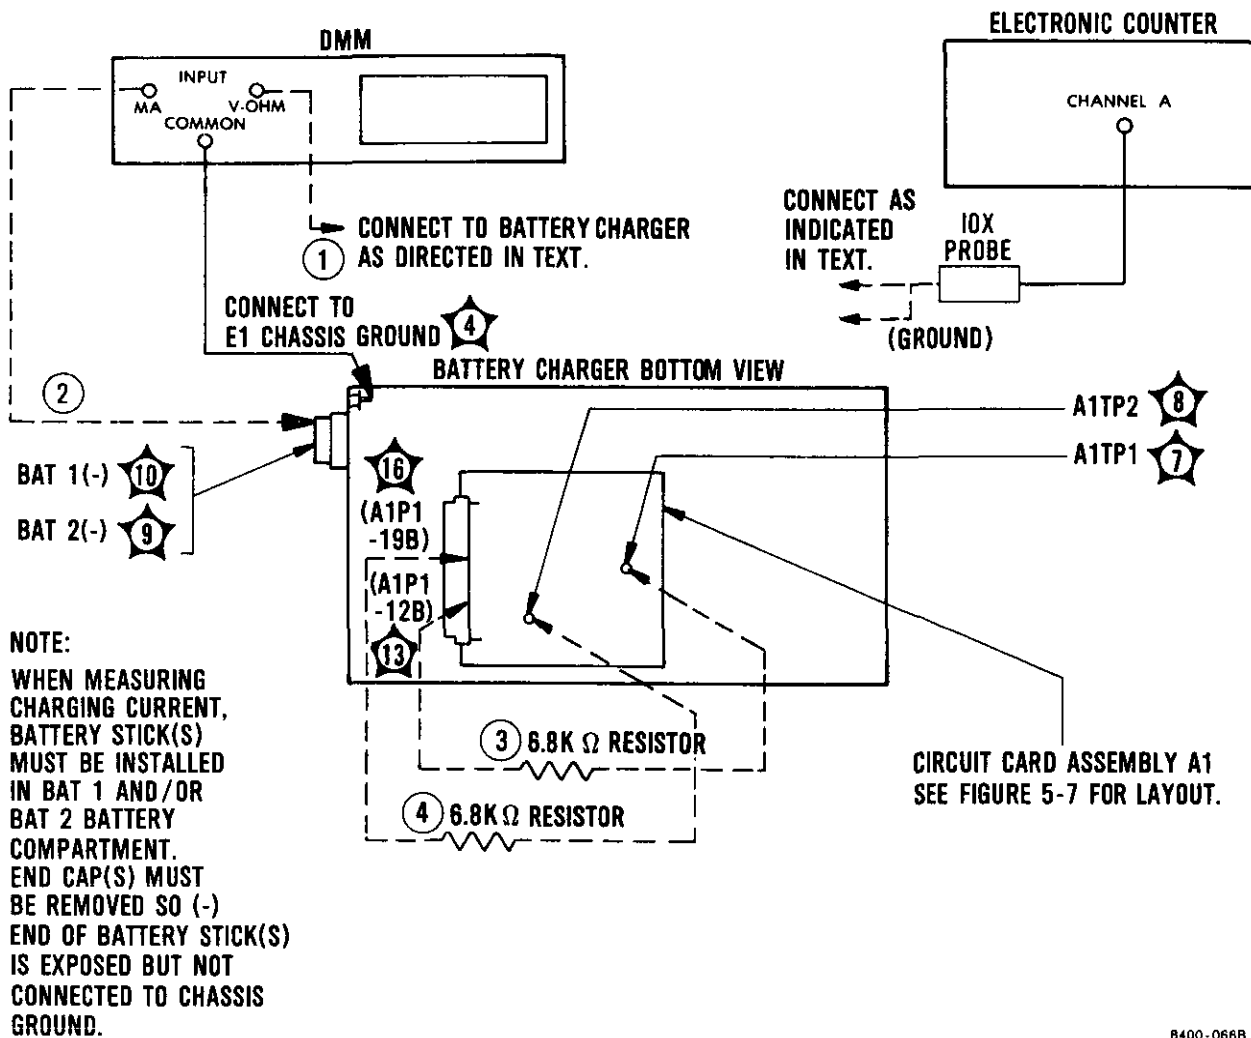 DMM
INPUT
MA
V-OHM
COMMON
ELECTRONIC COUNTER
CHANNEL A
CONNECT TO BATTERY CHARGER
1 AS DIRECTED IN TEXT.
CONNECT AS
INDICATED
IN TEXT.
10X
PROBE
(GROUND)
CONNECT TO
E1 CHASSIS GROUND 4
2
BATTERY CHARGER BOTTOM VIEW
A1TP2 8
A1TP1 7
BAT 1(-) 10
BAT 2(-) 9
16
(A1P1
-19B)
(A1P1
-12B)
13
3 6.8K Ω RESISTOR
4 6.8K Ω RESISTOR
CIRCUIT CARD ASSEMBLY A1
SEE FIGURE 5-7 FOR LAYOUT.
NOTE:
WHEN MEASURING
CHARGING CURRENT,
BATTERY STICK(S)
MUST BE INSTALLED
IN BAT 1 AND/OR
BAT 2 BATTERY
COMPARTMENT.
END CAP(S) MUST
BE REMOVED SO (-)
END OF BATTERY STICK(S)
IS EXPOSED BUT NOT
CONNECTED TO CHASSIS
GROUND.
8400-066B